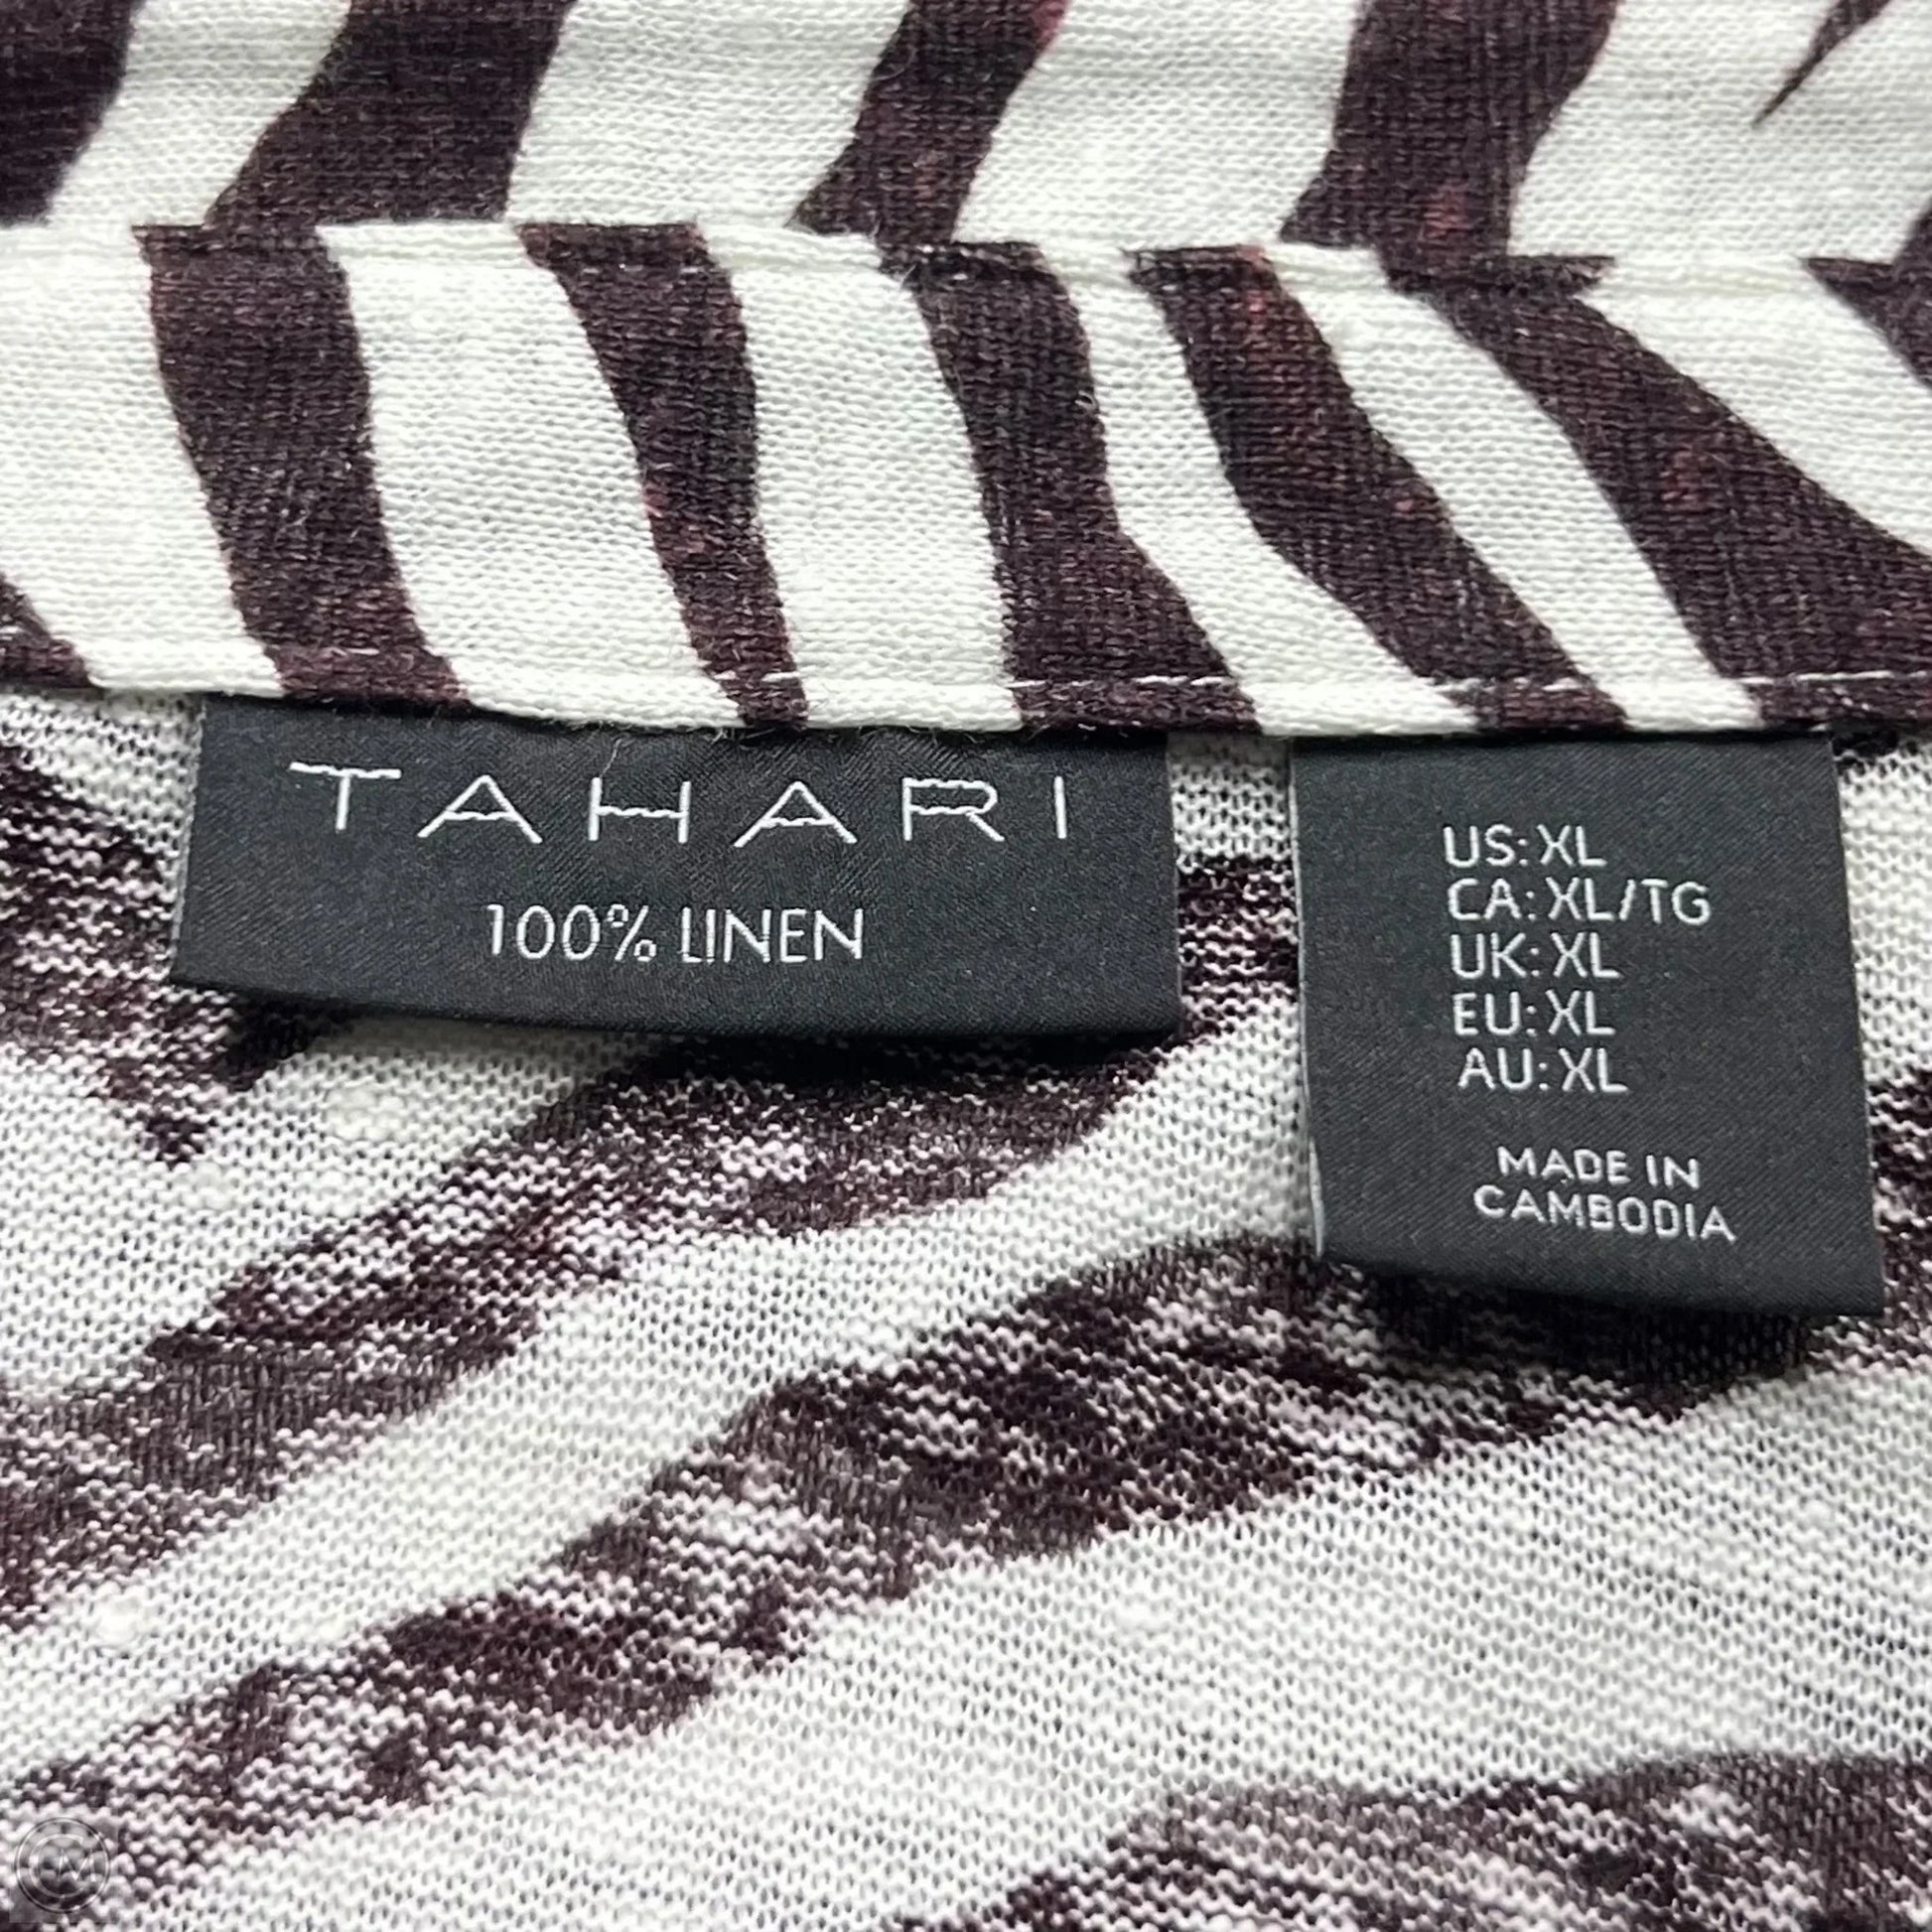 TAHARI
100% LINEN
US: XL
CA: XL/TG
UK: XL
EU: XL
AU: XL
MADE IN
CAMBODIA